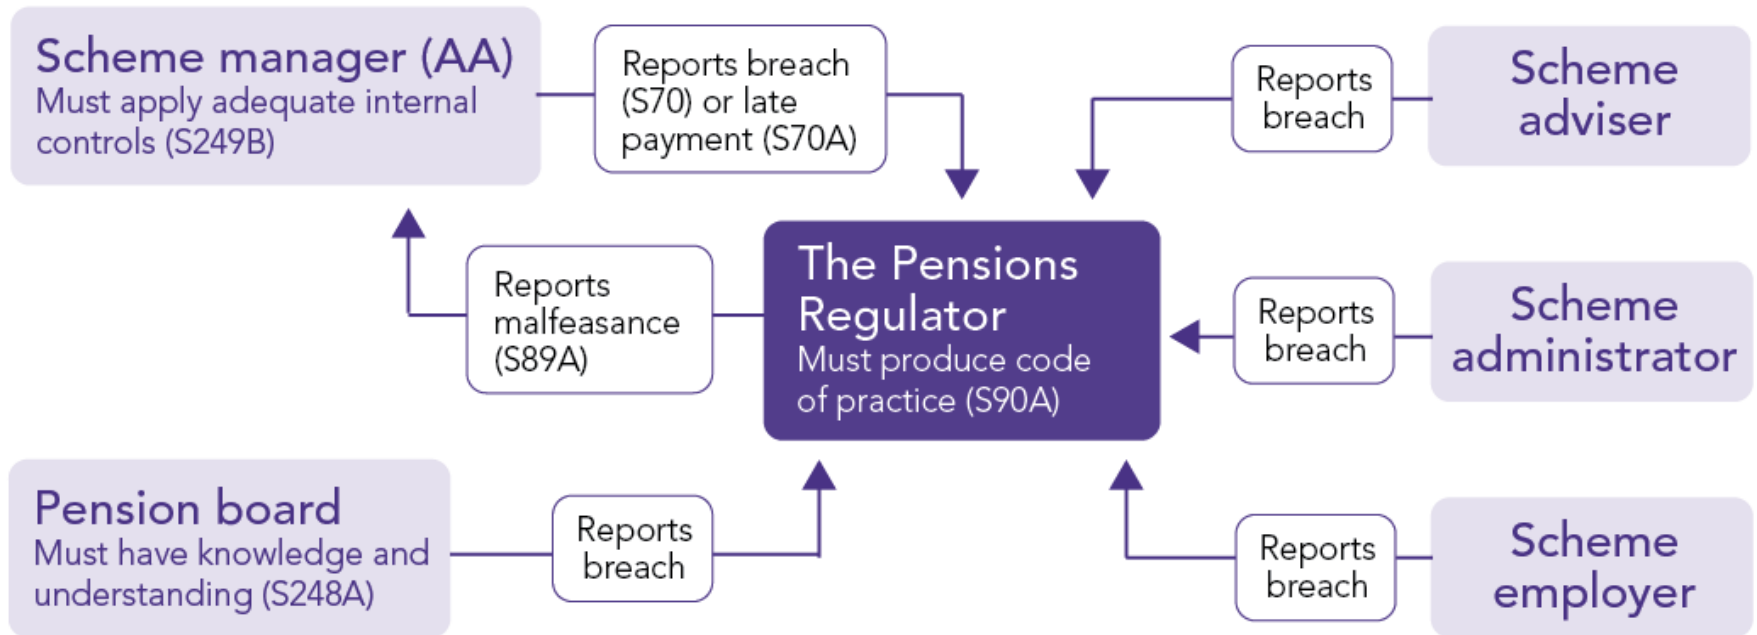 Scheme manager (AA)
Must apply adequate internal
controls (S249B)
Reports breach
(S70) or late
payment (S70A)
Reports
breach
Scheme
adviser
Reports
malfeasance
(S89A)
The Pensions
Regulator
Must produce code
of practice (S90A)
Reports
breach
Scheme
administrator
Pension board
Must have knowledge and
understanding (S248A)
Reports
breach
Reports
breach
Scheme
employer